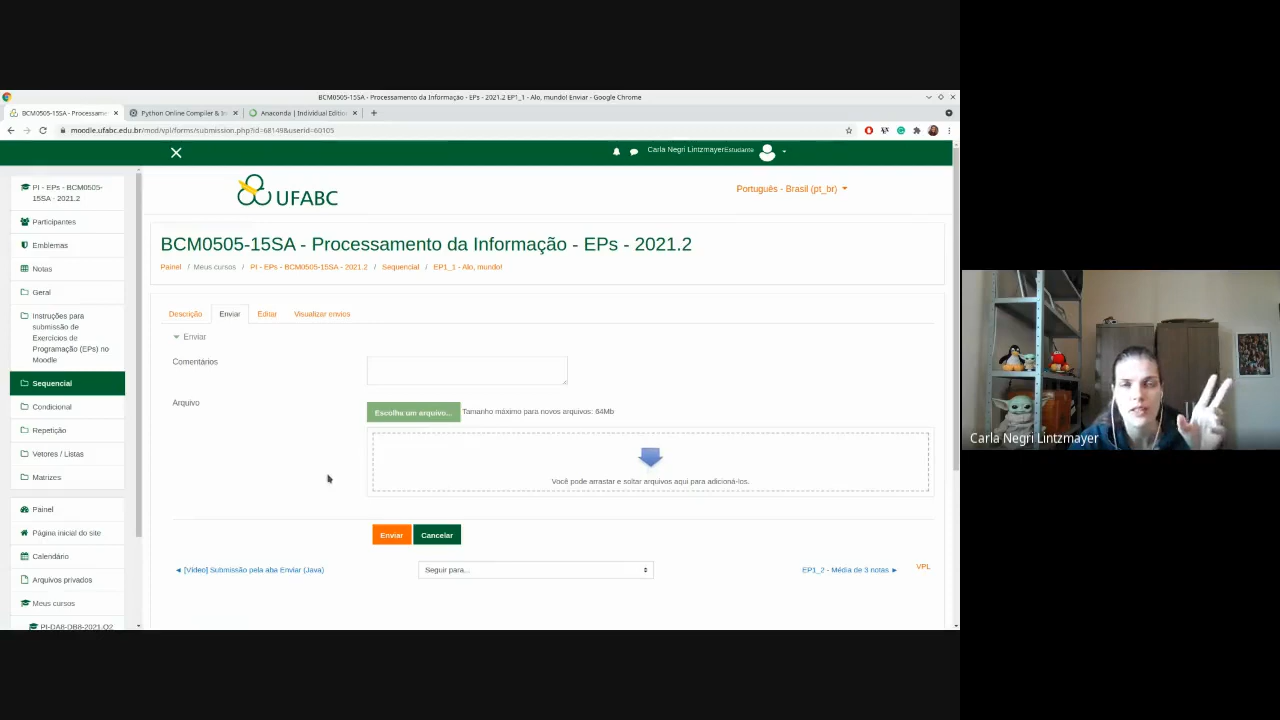 BCM0505-15SA - Processamento da Informação - EPs - 2021.2 EP1_1 - Alo, mundo! Enviar - Google Chrome
BCM0505-15SA - Processame
Python Online Compiler & In
Anaconda | Individual Editio
moodle.ufabc.edu.br/mod/vpl/forms/submission.php?id=68149&userid=60105
Carla Negri LintzmayerEstudante
UFABC
Português - Brasil (pt_br)
PI - EPs - BCM0505-
15SA - 2021.2
Participantes
Emblemas
Notas
Geral
Instruções para
submissão de
Exercícios de
Programação (EPs) no
Moodle
Sequencial
Condicional
Repetição
Vetores / Listas
Matrizes
Painel
Página inicial do site
Calendário
Arquivos privados
Meus cursos
PI-DA8-DB8-2021-Q2
BCM0505-15SA - Processamento da Informação - EPs - 2021.2
Painel / Meus cursos / PI - EPs - BCM0505-15SA - 2021.2 / Sequencial / EP1_1 - Alo, mundo!
Descrição Enviar Editar Visualizar envios
Enviar
Comentários
Arquivo
Escolha um arquivo... Tamanho máximo para novos arquivos: 64Mb
Você pode arrastar e soltar arquivos aqui para adicioná-los.
Enviar Cancelar
◄ [Vídeo] Submissão pela aba Enviar (Java)
Seguir para...
EP1_2 - Média de 3 notas ►
VPL
Carla Negri Lintzmayer